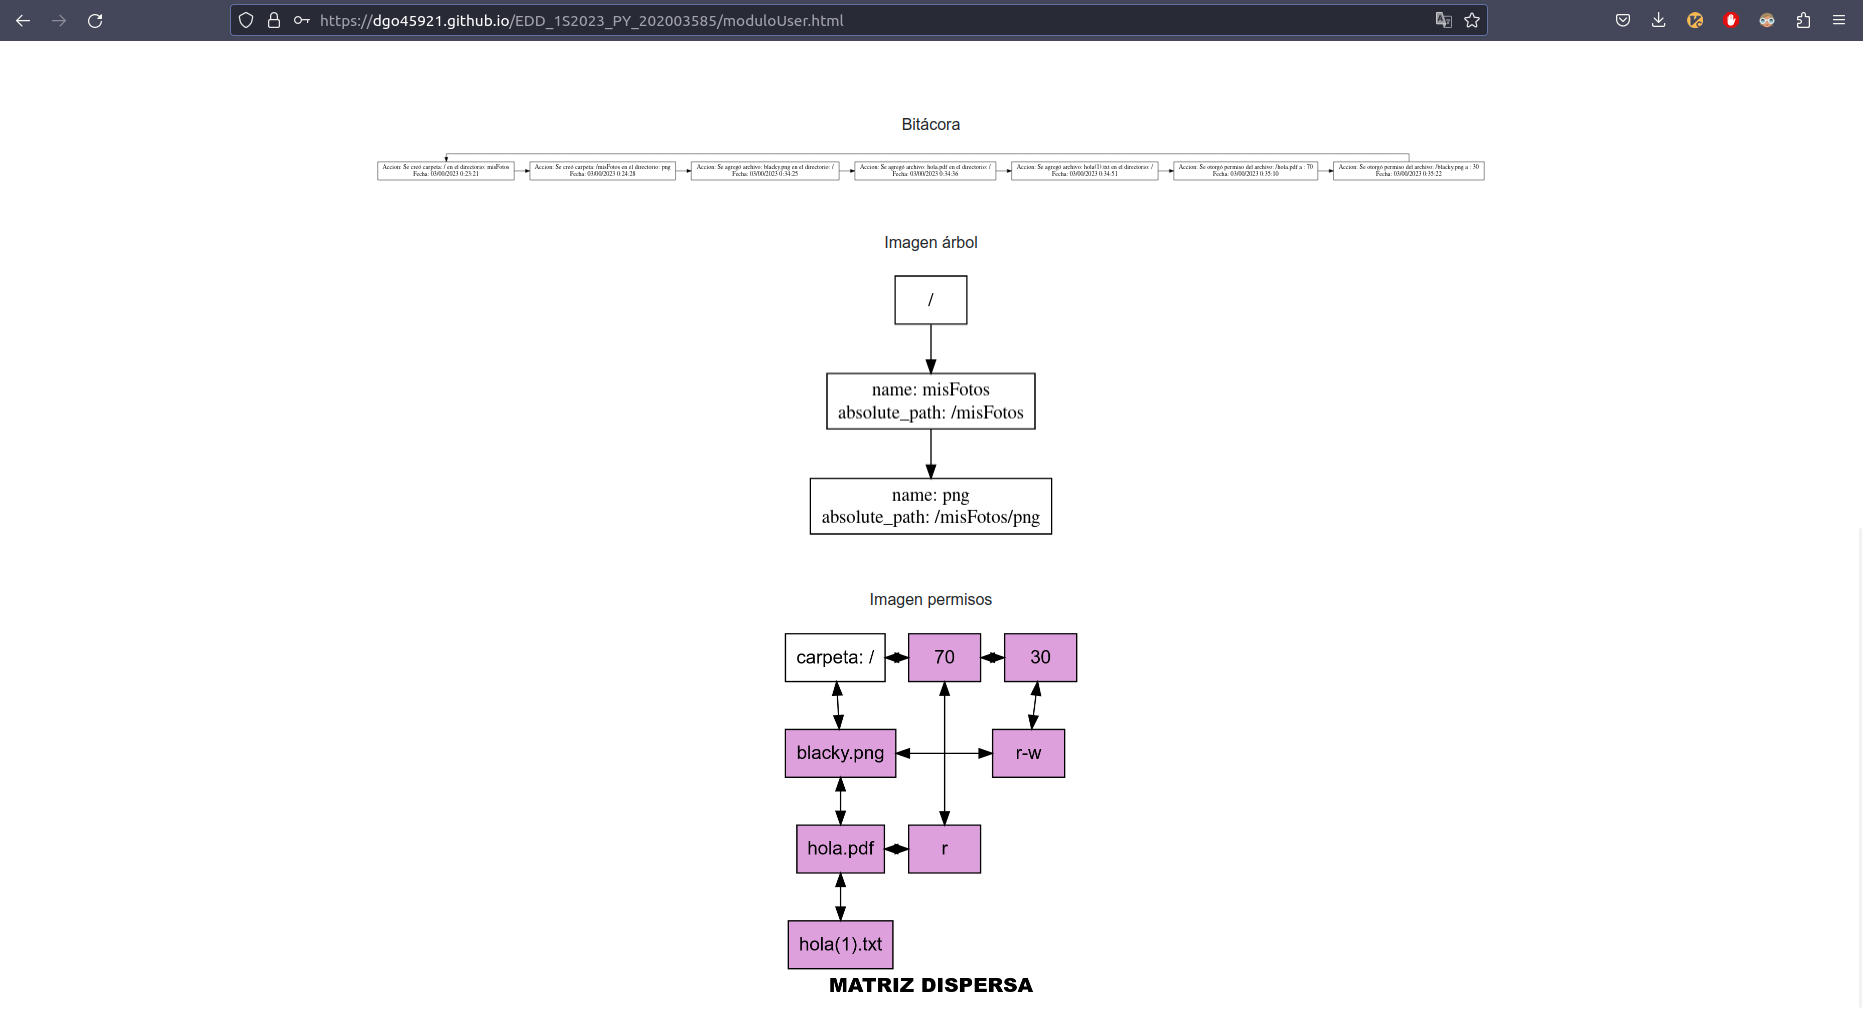 https://dgo45921.github.io/EDD_1S2023_PY_202003585/moduloUser.html
Bitácora
Accion: Se creó carpeta: / en el directorio: misFotos
Fecha: 03/00/2023 0:23:21
Accion: Se creó carpeta: /misFotos en el directorio: png
Fecha: 03/00/2023 0:24:28
Accion: Se agregó archivo: blacky.png en el directorio: /
Fecha: 03/00/2023 0:34:25
Accion: Se agregó archivo: hola.pdf en el directorio: /
Fecha: 03/00/2023 0:34:36
Accion: Se agregó archivo: hola(1).txt en el directorio: /
Fecha: 03/00/2023 0:34:51
Accion: Se otorgó permiso del archivo: /hola.pdf a : 70
Fecha: 03/00/2023 0:35:10
Accion: Se otorgó permiso del archivo: /blacky.png a : 30
Fecha: 03/00/2023 0:35:22
Imagen árbol
/
name: misFotos
absolute_path: /misFotos
name: png
absolute_path: /misFotos/png
Imagen permisos
carpeta: /
70
30
blacky.png
r-w
hola.pdf
r
hola(1).txt
MATRIZ DISPERSA